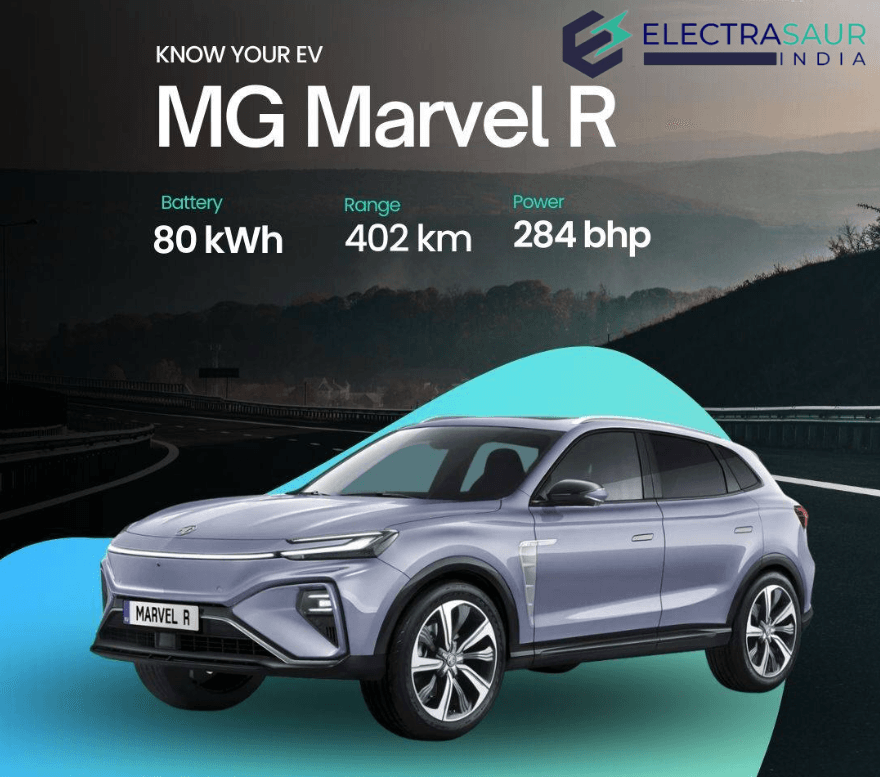 ELECTRASAUR
INDIA
KNOW YOUR EV
MG Marvel R
Battery
80 kWh
Range
402 km
Power
284 bhp
MARVEL R